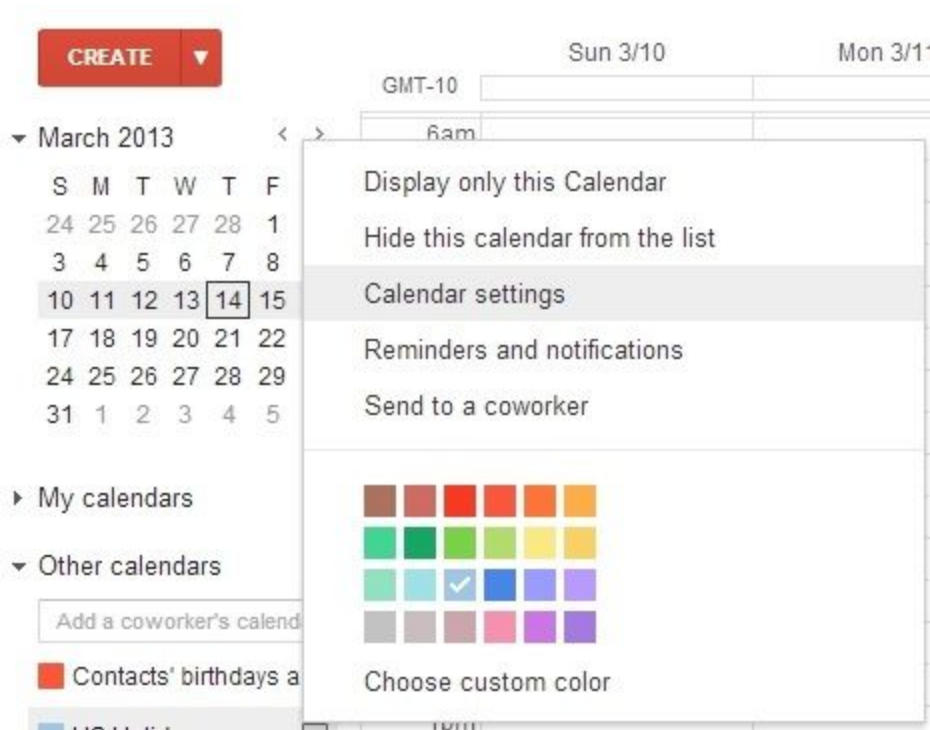 CREATE
Sun 3/10
Mon 3/11
GMT-10
March 2013
6am
S M T W T F
24 25 26 27 28 1
3 4 5 6 7 8
10 11 12 13 14 15
17 18 19 20 21 22
24 25 26 27 28 29
31 1 2 3 4 5
Display only this Calendar
Hide this calendar from the list
Calendar settings
Reminders and notifications
Send to a coworker
My calendars
Other calendars
Add a coworker's calend
Contacts' birthdays a
Choose custom color